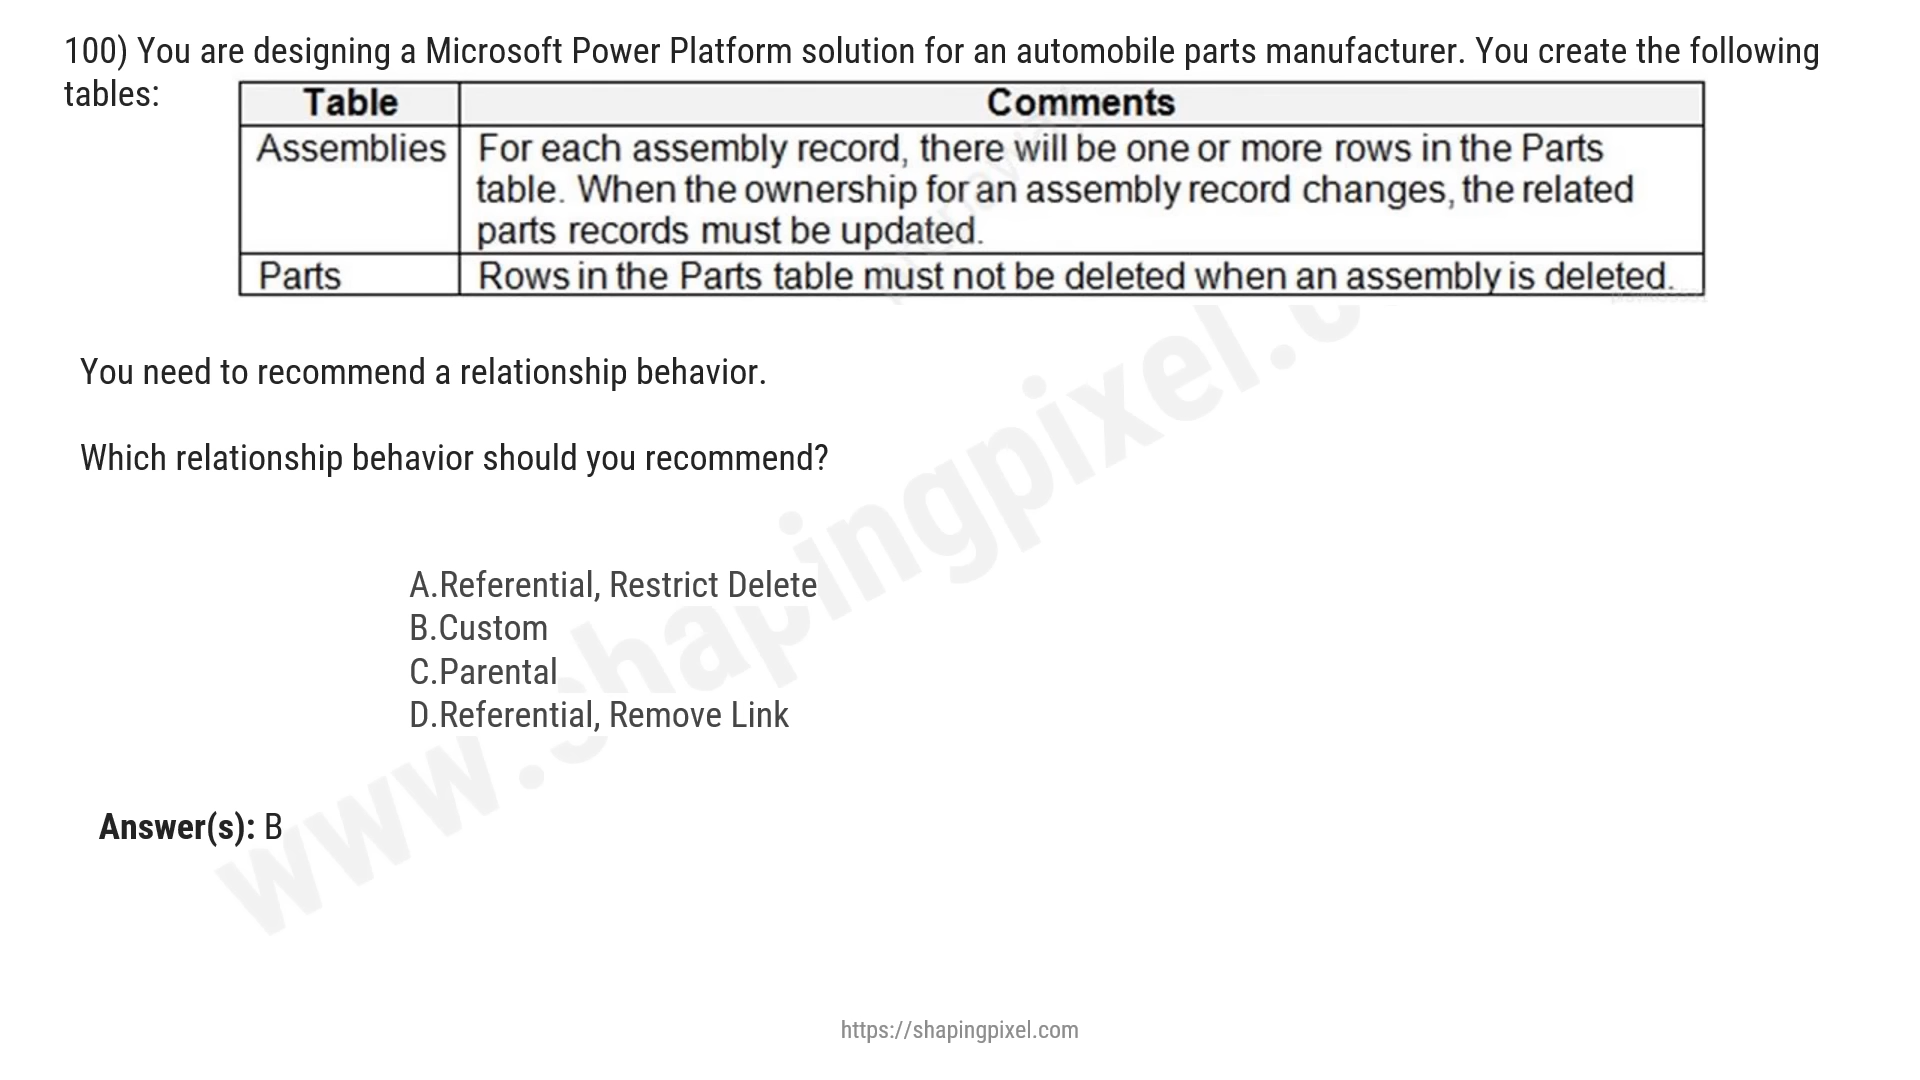 100) You are designing a Microsoft Power Platform solution for an automobile parts manufacturer. You create the following
tables:
Table Comments
Assemblies For each assembly record, there will be one or more rows in the Parts
table. When the ownership for an assembly record changes, the related
parts records must be updated.
Parts Rows in the Parts table must not be deleted when an assembly is deleted.
You need to recommend a relationship behavior.
Which relationship behavior should you recommend?
A.Referential, Restrict Delete
B.Custom
C.Parental
D.Referential, Remove Link
Answer(s): B
www.shapingpixel.c
https://shapingpixel.com